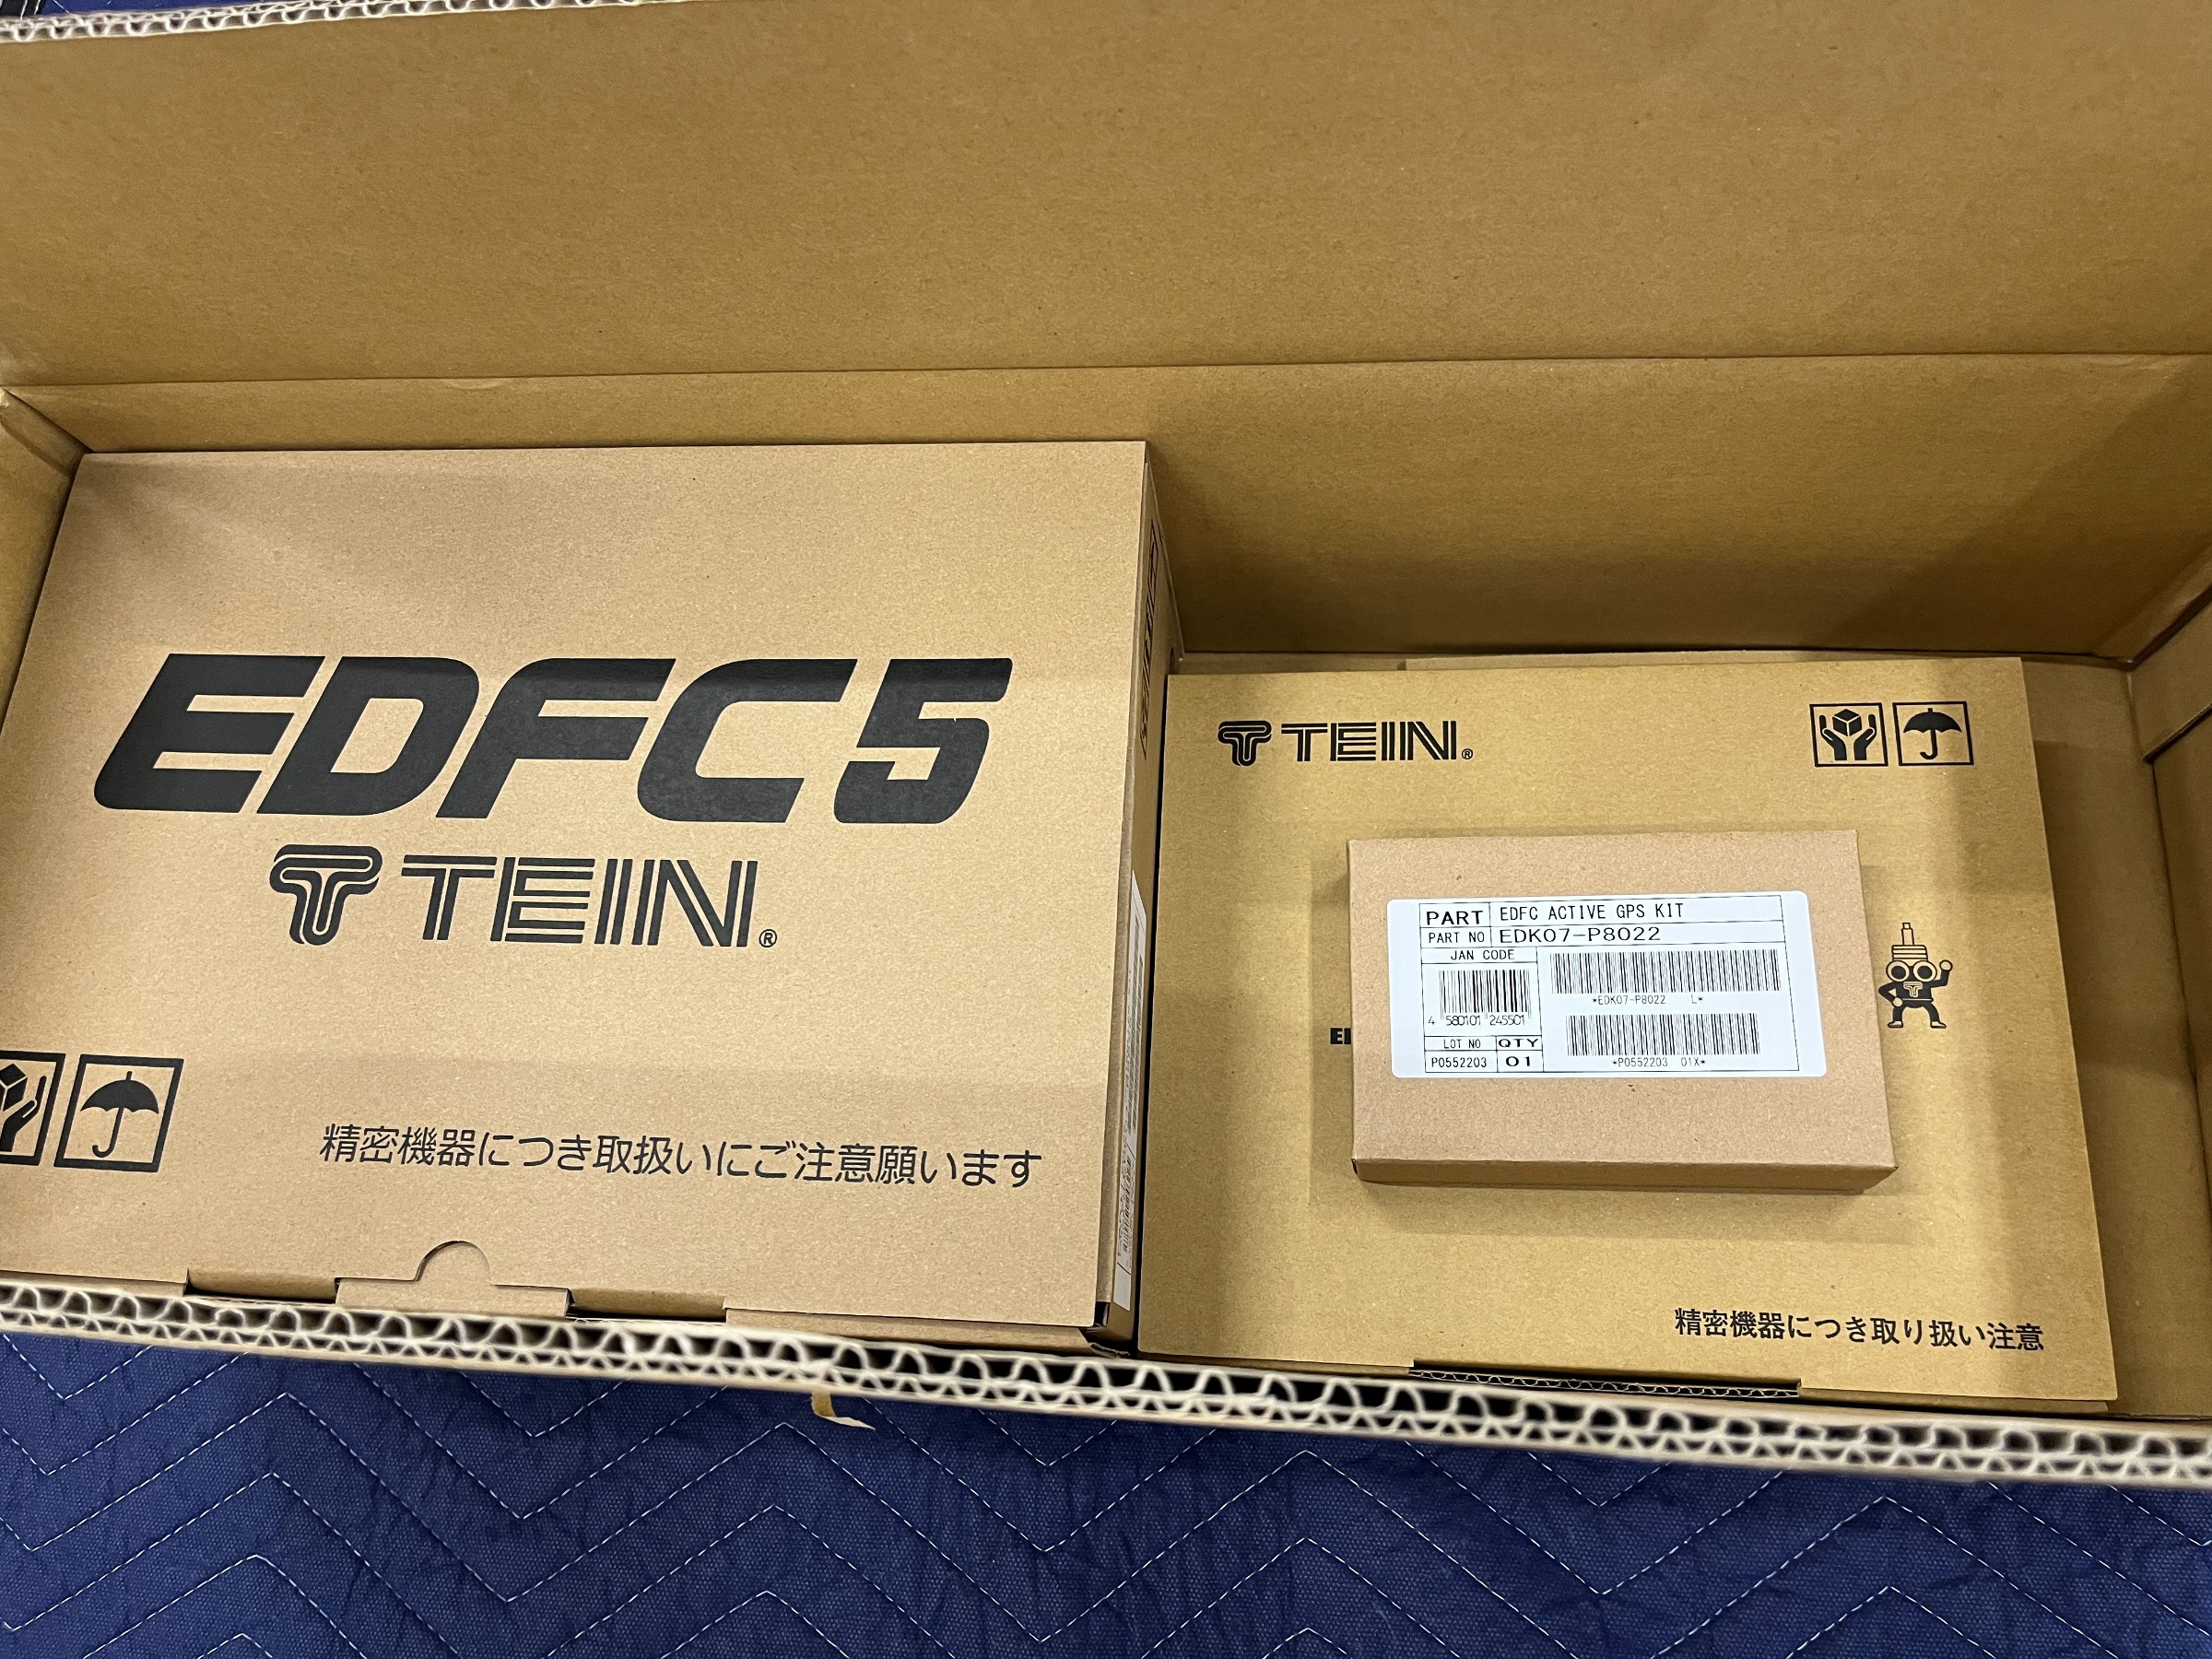 EDFC5
TEIN®
精密機器につき取扱いにご注意願います
TEIN®
PART EDFC ACTIVE GPS KIT
PART NO EDK07-P8022
JAN CODE
*EDK07-P8022 L*
4 580101 245501
LOT NO QTY
P0552203 01
*P0552203 01X*
精密機器につき取り扱い注意